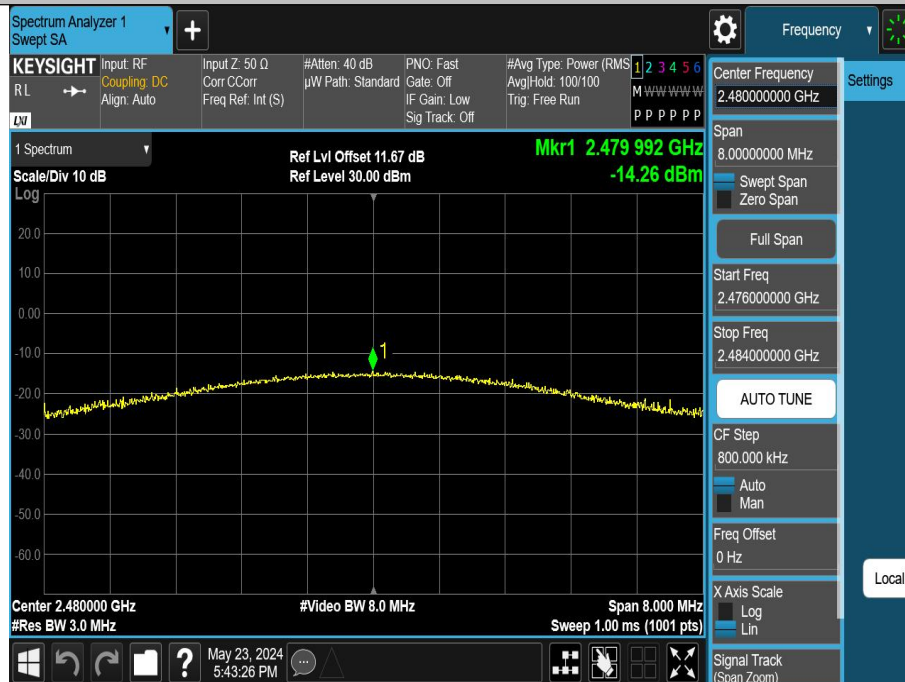 Spectrum Analyzer 1
Swept SA
Frequency
KEYSIGHT
RL
LXI
Input: RF
Coupling: DC
Align: Auto
Input Z: 50 Ω
Corr CCorr
Freq Ref: Int (S)
#Atten: 40 dB
µW Path: Standard
PNO: Fast
Gate: Off
IF Gain: Low
Sig Track: Off
#Avg Type: Power (RMS
Avg|Hold: 100/100
Trig: Free Run
1 2 3 4 5 6
M W W W W W
P P P P P P
1 Spectrum
Scale/Div 10 dB
Log
Ref Lvl Offset 11.67 dB
Ref Level 30.00 dBm
Mkr1 2.479 992 GHz
-14.26 dBm
20.0
10.0
0.00
-10.0
-20.0
-30.0
-40.0
-50.0
-60.0
1
Center 2.480000 GHz
#Res BW 3.0 MHz
#Video BW 8.0 MHz
Span 8.000 MHz
Sweep 1.00 ms (1001 pts)
?
May 23, 2024
5:43:26 PM
Center Frequency
2.480000000 GHz
Settings
Span
8.00000000 MHz
Swept Span
Zero Span
Full Span
Start Freq
2.476000000 GHz
Stop Freq
2.484000000 GHz
AUTO TUNE
CF Step
800.000 kHz
Auto
Man
Freq Offset
0 Hz
Local
X Axis Scale
Log
Lin
Signal Track
(Span Zoom)